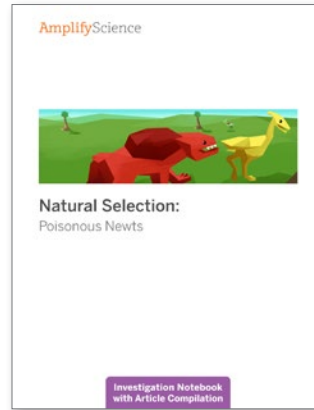 AmplifyScience
Natural Selection:
Poisonous Newts
Investigation Notebook
with Article Compilation